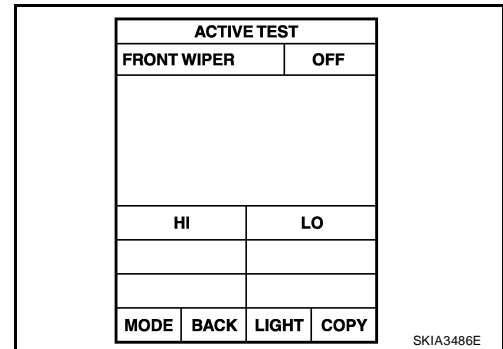 ACTIVE TEST
FRONT WIPER OFF
HI LO
MODE BACK LIGHT COPY
SKIA3486E